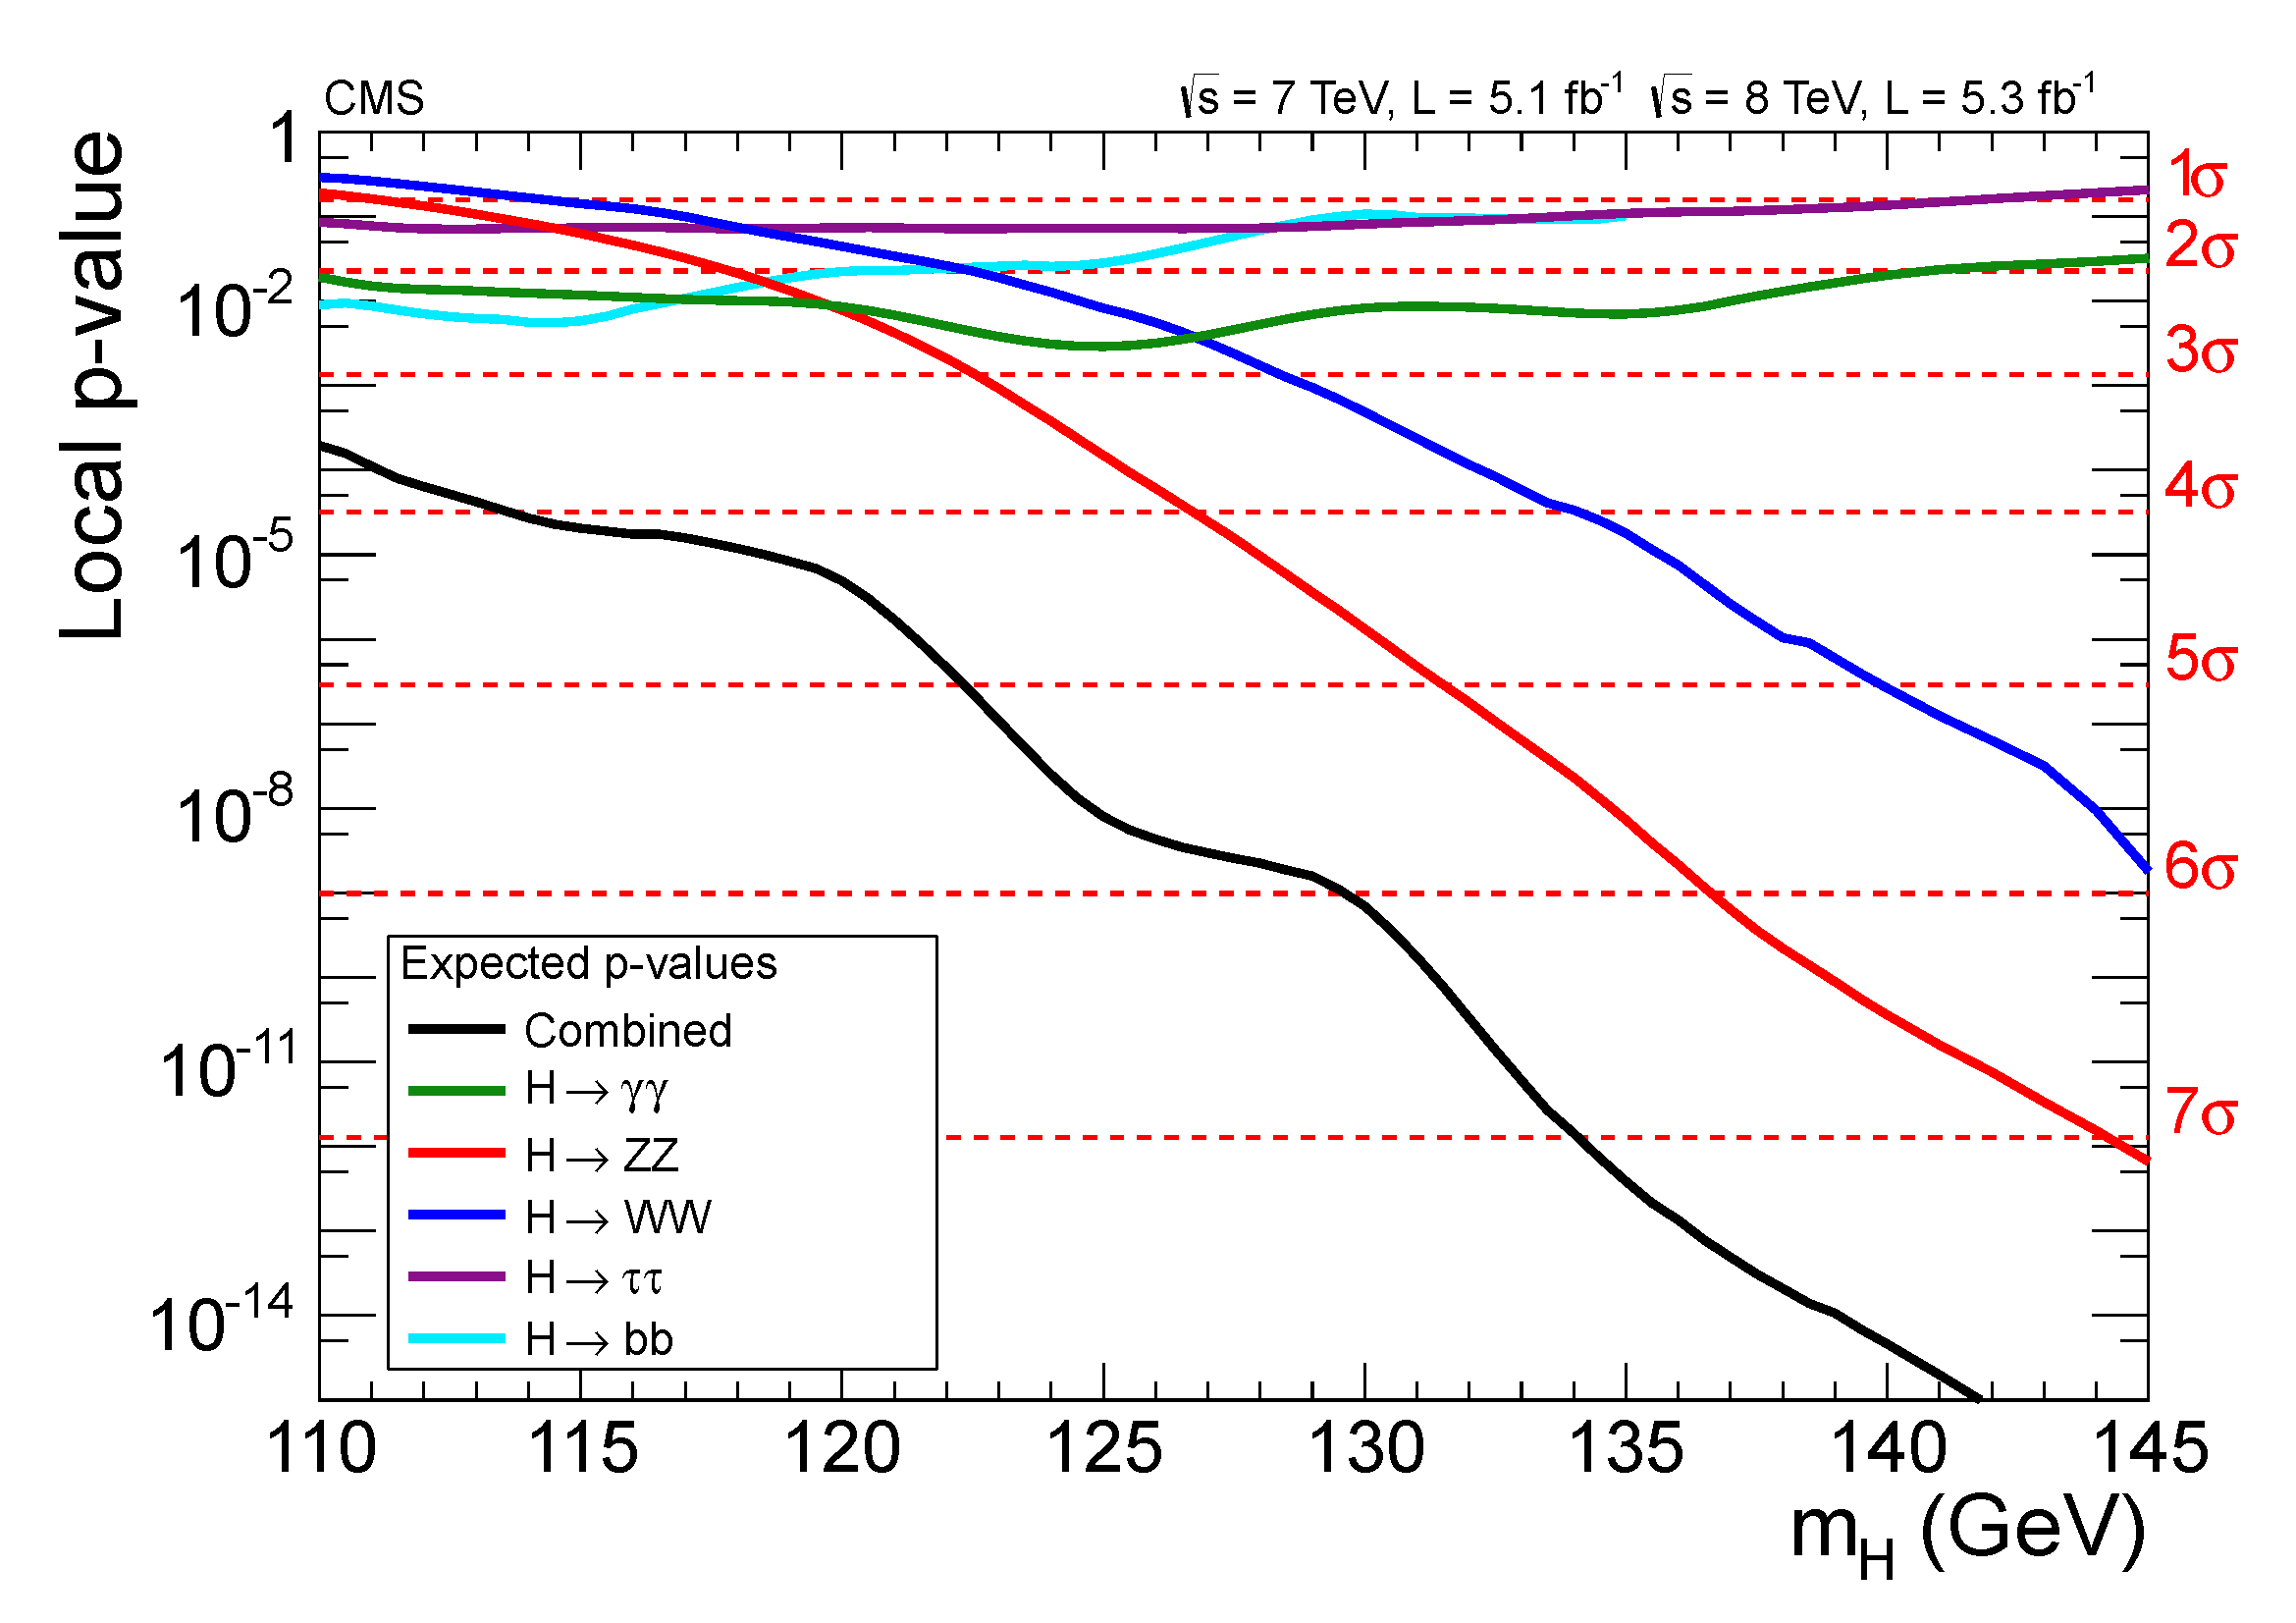 CMS √s = 7 TeV, L = 5.1 fb⁻¹ √s = 8 TeV, L = 5.3 fb⁻¹
Local p-value
1
10⁻²
10⁻⁵
10⁻⁸
10⁻¹¹
10⁻¹⁴
1σ
2σ
3σ
4σ
5σ
6σ
7σ
Expected p-values
Combined
H → γγ
H → ZZ
H → WW
H → ττ
H → bb
110 115 120 125 130 135 140 145
m_H (GeV)